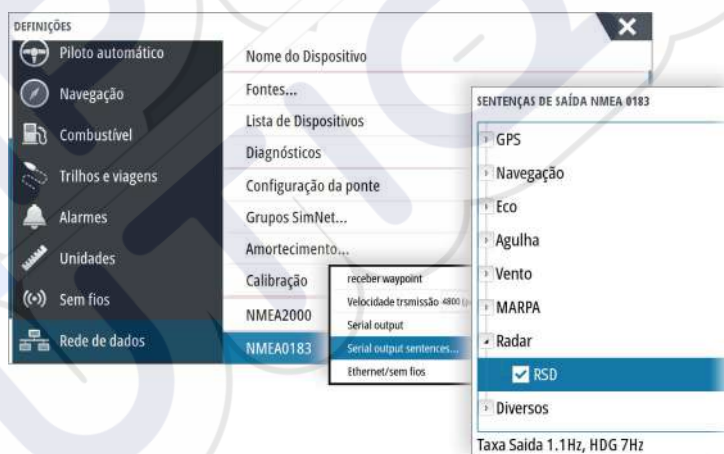 DEFINIÇÕES
Piloto automático
Navegação
Combustível
Trilhos e viagens
Alarmes
Unidades
Sem fios
Rede de dados
Nome do Dispositivo
Fontes...
Lista de Dispositivos
Diagnósticos
Configuração da ponte
Grupos SimNet...
Amortecimento...
Calibração
NMEA2000
NMEA0183
receber waypoint
Velocidade trsmissão 4800
Serial output
Serial output sentences...
Ethernet/sem fios
SENTENÇAS DE SAÍDA NMEA 0183
GPS
Navegação
Eco
Agulha
Vento
MARPA
Radar
RSD
Diversos
Taxa Saida 1.1Hz, HDG 7Hz